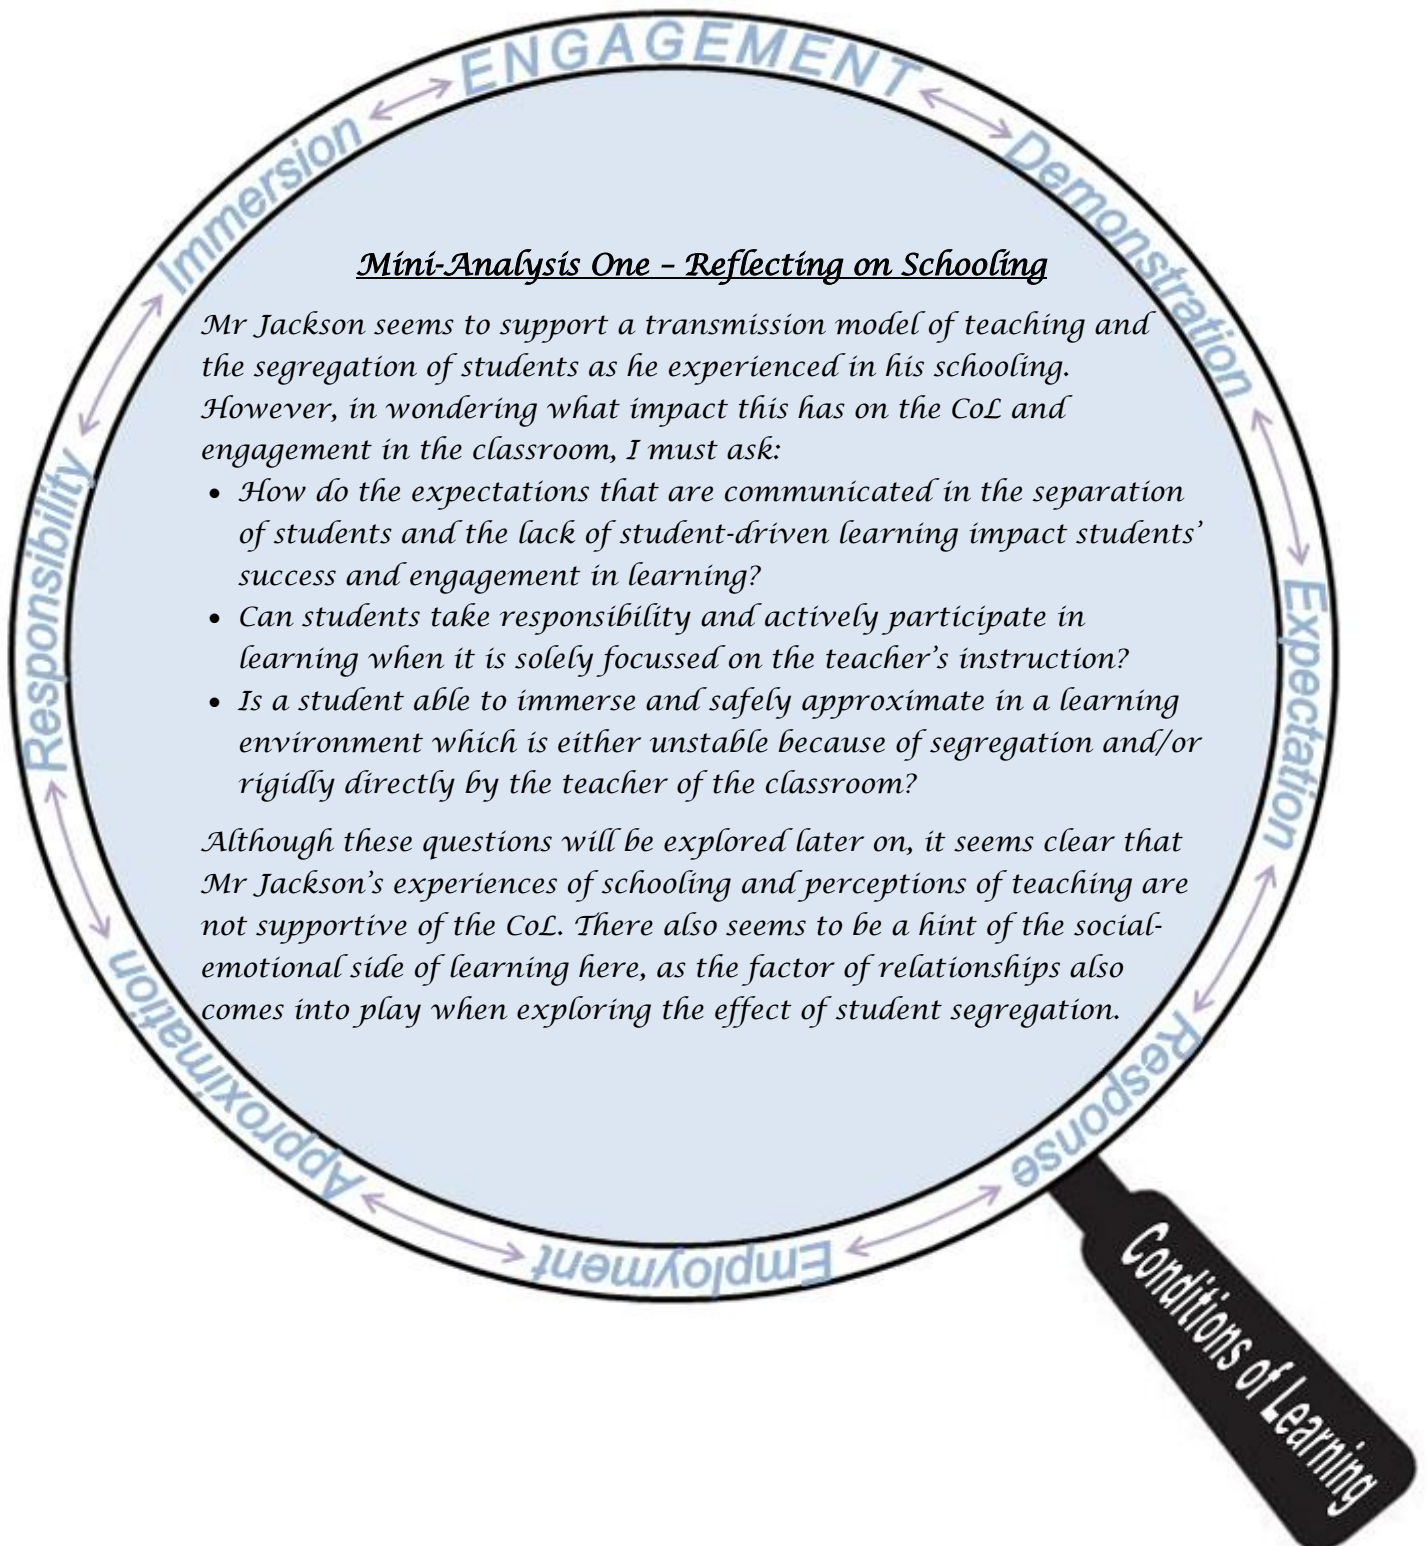 ENGAGEMENT
Demonstration
Expectation
Response
Employment
Approximation
Responsibility
Immersion
Mini-Analysis One – Reflecting on Schooling
Mr Jackson seems to support a transmission model of teaching and
the segregation of students as he experienced in his schooling.
However, in wondering what impact this has on the CoL and
engagement in the classroom, I must ask:
• How do the expectations that are communicated in the separation
of students and the lack of student-driven learning impact students’
success and engagement in learning?
• Can students take responsibility and actively participate in
learning when it is solely focussed on the teacher’s instruction?
• Is a student able to immerse and safely approximate in a learning
environment which is either unstable because of segregation and/or
rigidly directly by the teacher of the classroom?
Although these questions will be explored later on, it seems clear that
Mr Jackson’s experiences of schooling and perceptions of teaching are
not supportive of the CoL. There also seems to be a hint of the social-
emotional side of learning here, as the factor of relationships also
comes into play when exploring the effect of student segregation.
Conditions of Learning